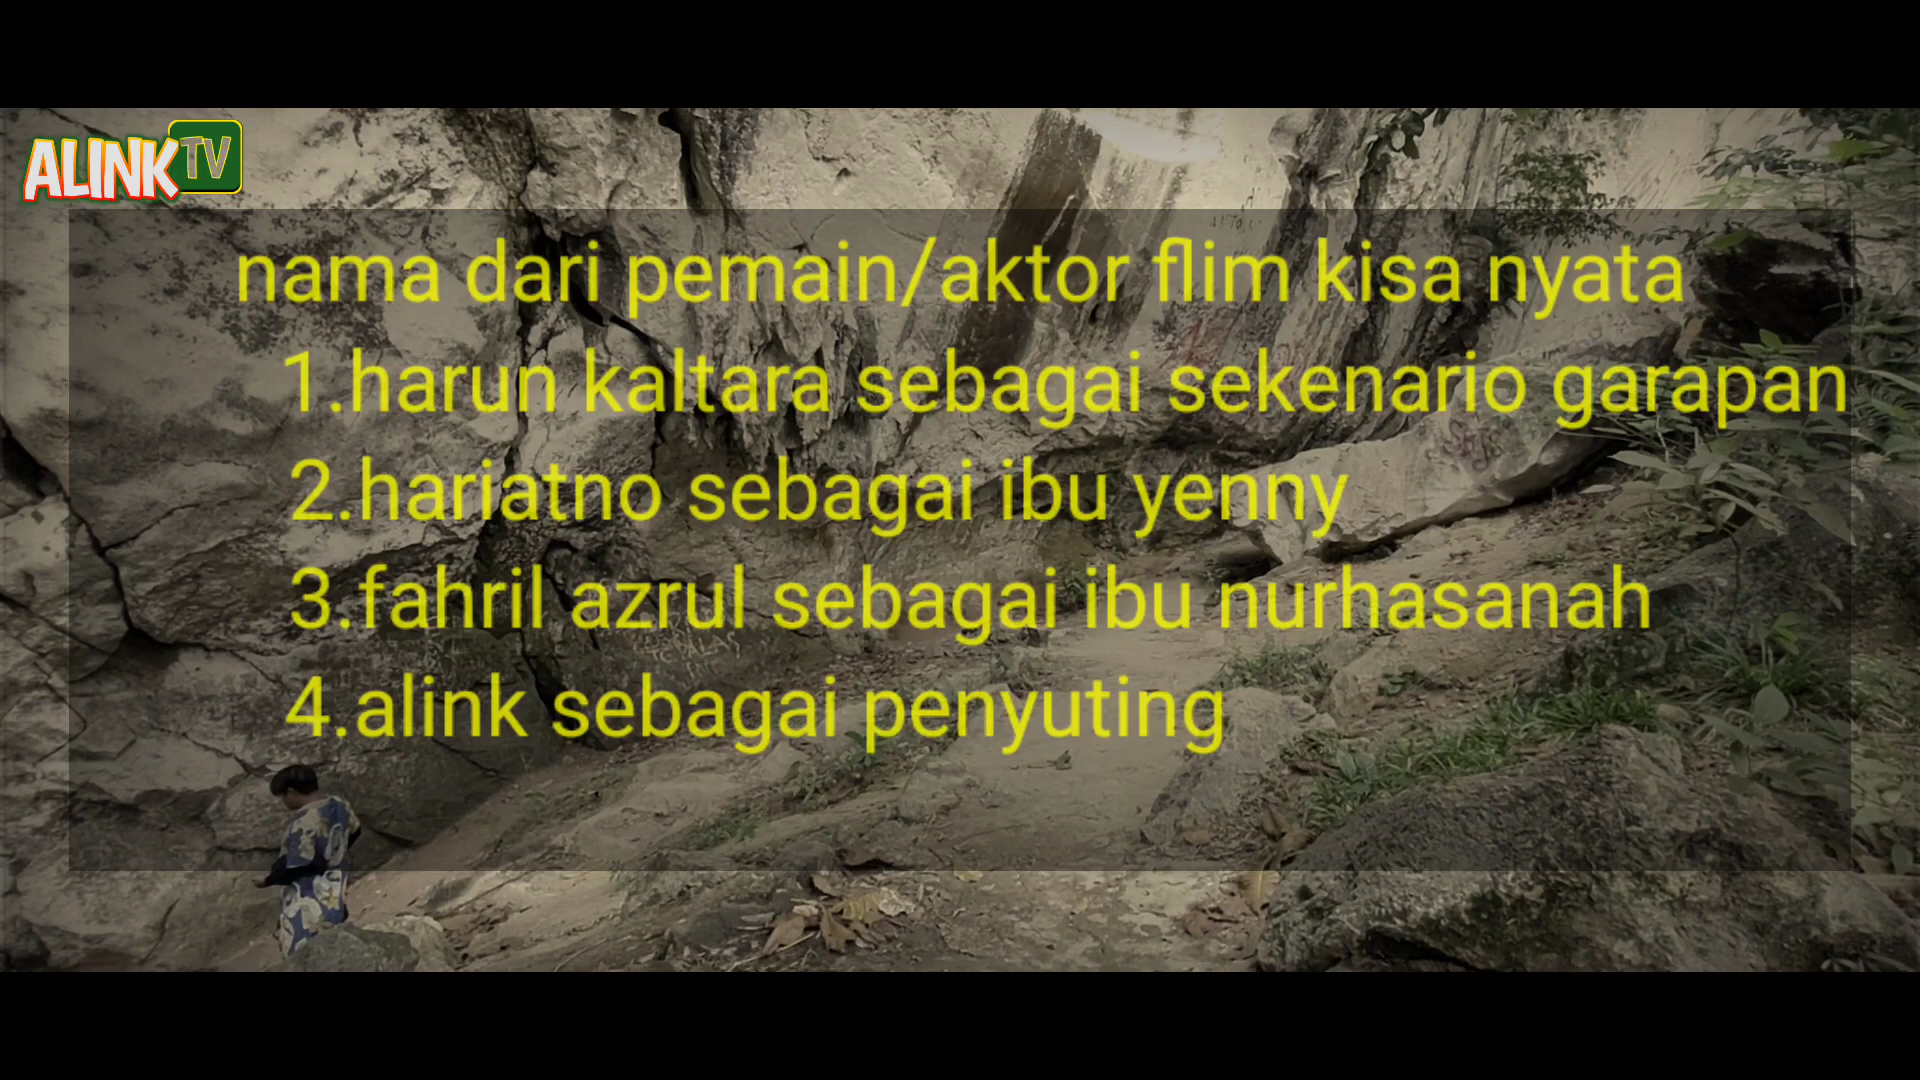 ALINK TV
nama dari pemain/aktor flim kisa nyata
1.harun kaltara sebagai sekenario garapan
2.hariatno sebagai ibu yenny
3.fahril azrul sebagai ibu nurhasanah
4.alink sebagai penyuting